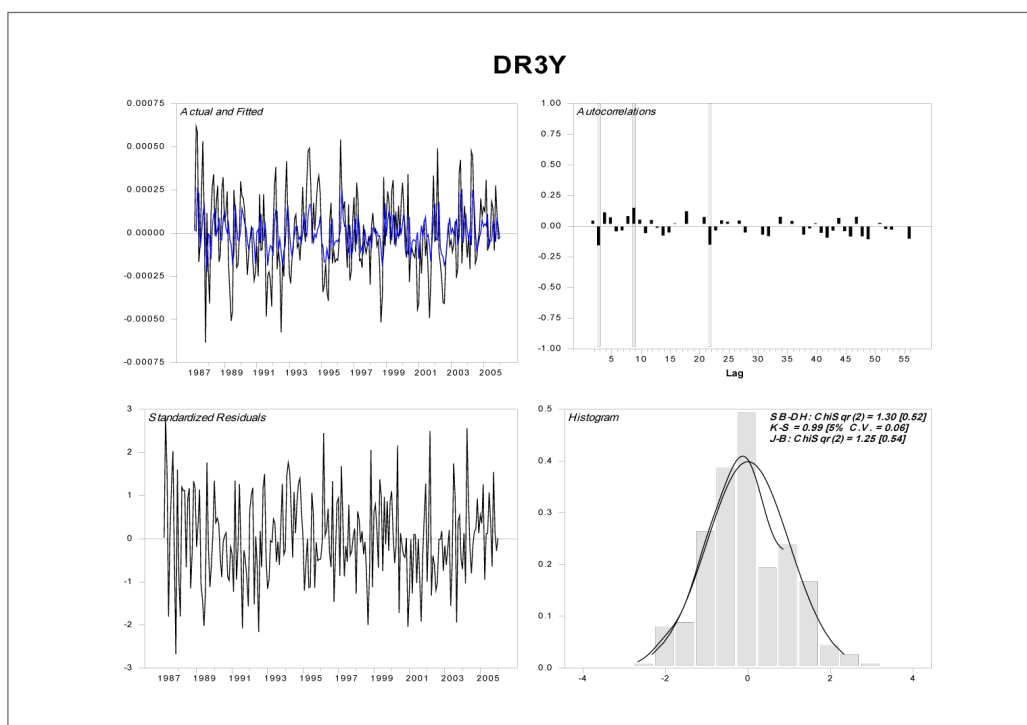 DR3Y
Actual and Fitted
0.00075
0.00050
0.00025
0.00000
-0.00025
-0.00050
-0.00075
1987 1989 1991 1993 1995 1997 1999 2001 2003 2005
Autocorrelations
1.00
0.75
0.50
0.25
0.00
-0.25
-0.50
-0.75
-1.00
5 10 15 20 25 30 35 40 45 50 55
Lag
Standardized Residuals
3
2
1
0
-1
-2
-3
1987 1989 1991 1993 1995 1997 1999 2001 2003 2005
Histogram
SB-DH: ChiSqr(2) = 1.30 [0.52]
K-S = 0.99 [5% C.V. = 0.06]
J-B: ChiSqr(2) = 1.25 [0.54]
0.5
0.4
0.3
0.2
0.1
0.0
-4 -2 0 2 4